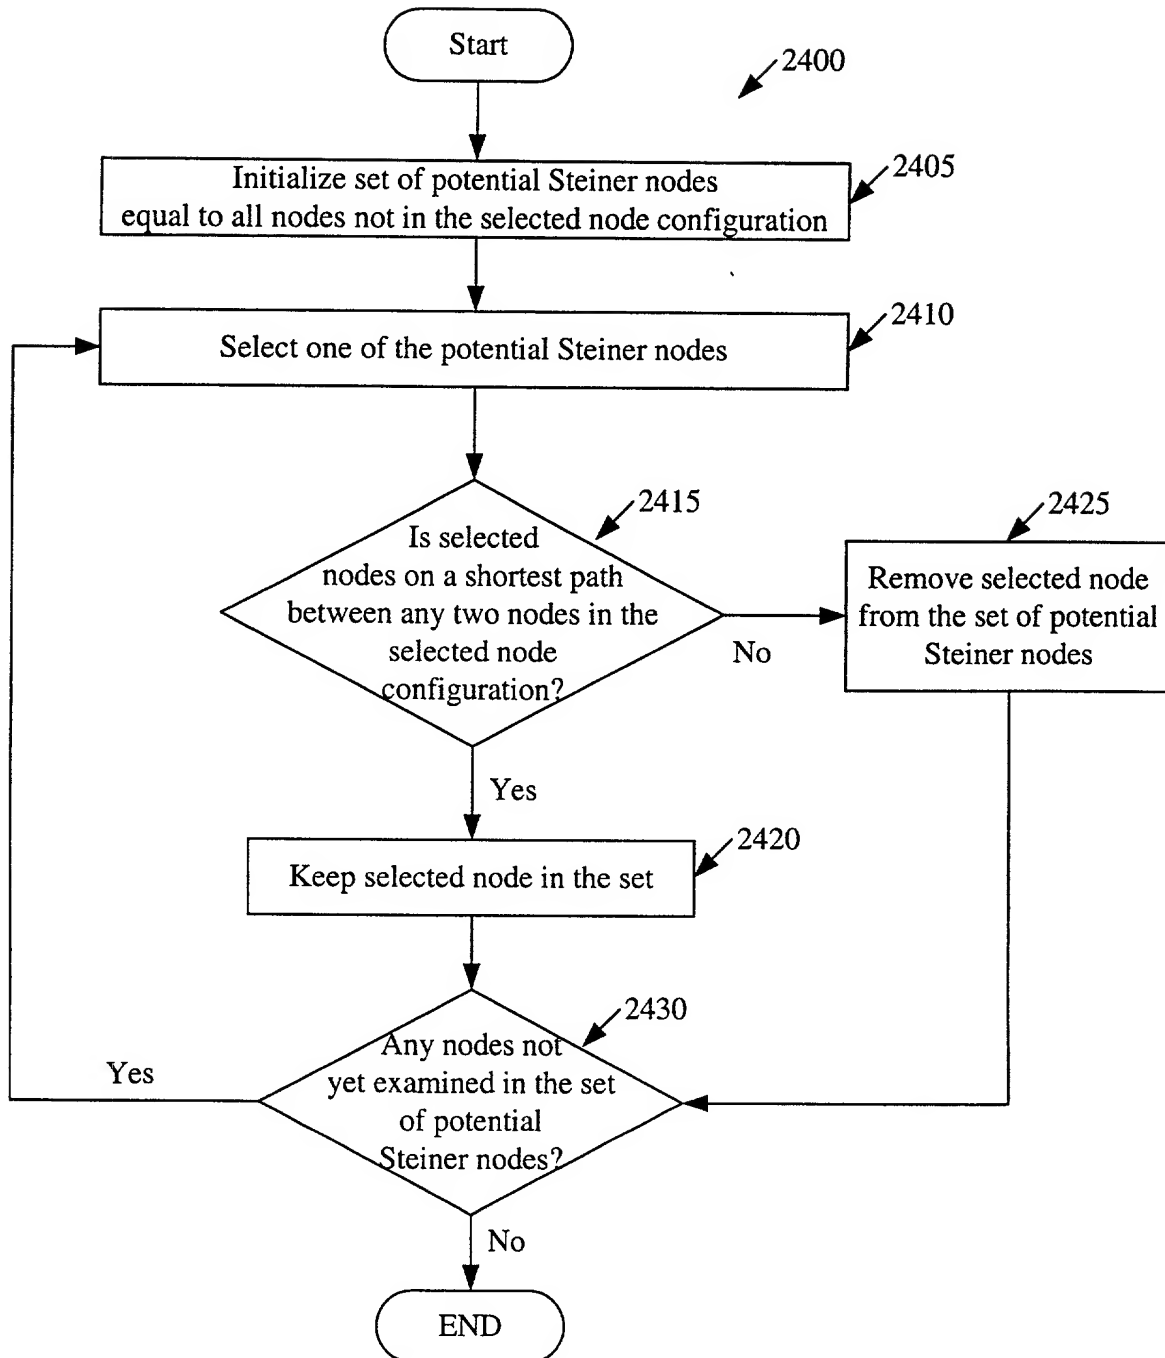 Start
2400
Initialize set of potential Steiner nodes
equal to all nodes not in the selected node configuration
2405
Select one of the potential Steiner nodes
2410
Is selected
nodes on a shortest path
between any two nodes in the
selected node
configuration?
2415
No
2425
Remove selected node
from the set of potential
Steiner nodes
Yes
Keep selected node in the set
2420
Any nodes not
yet examined in the set
of potential
Steiner nodes?
2430
Yes
No
END